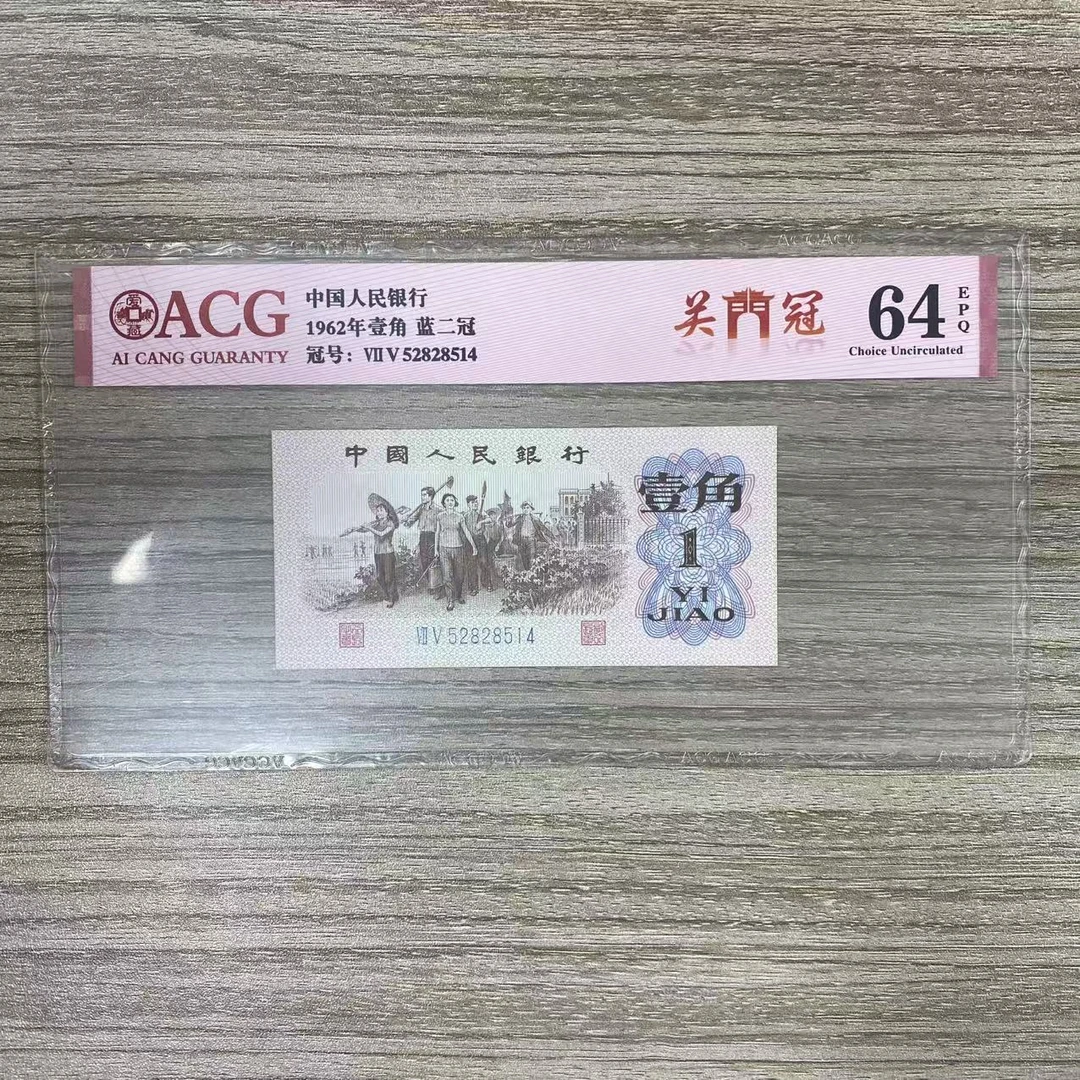 ACG
AI CANG GUARANTY
中国人民银行
1962年壹角 蓝二冠
冠号：Ⅶ Ⅴ 52828514
关門冠
64
EPQ
Choice Uncirculated
中國人民銀行
壹角
1
YI
JIAO
Ⅶ Ⅴ 52828514